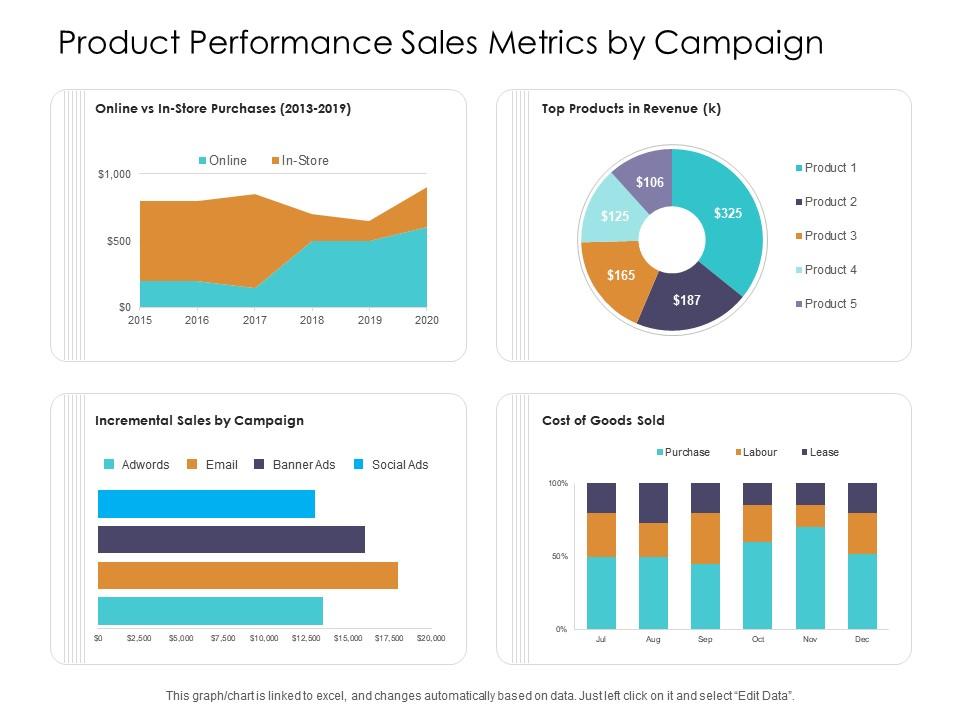 Product Performance Sales Metrics by Campaign
Online vs In-Store Purchases (2013-2019)
Online In-Store
$1,000
$500
$0
2015 2016 2017 2018 2019 2020
Top Products in Revenue (k)
$325
$187
$165
$125
$106
Product 1
Product 2
Product 3
Product 4
Product 5
Incremental Sales by Campaign
Adwords Email Banner Ads Social Ads
$0 $2,500 $5,000 $7,500 $10,000 $12,500 $15,000 $17,500 $20,000
Cost of Goods Sold
Purchase Labour Lease
100%
50%
0%
Jul Aug Sep Oct Nov Dec
This graph/chart is linked to excel, and changes automatically based on data. Just left click on it and select “Edit Data”.